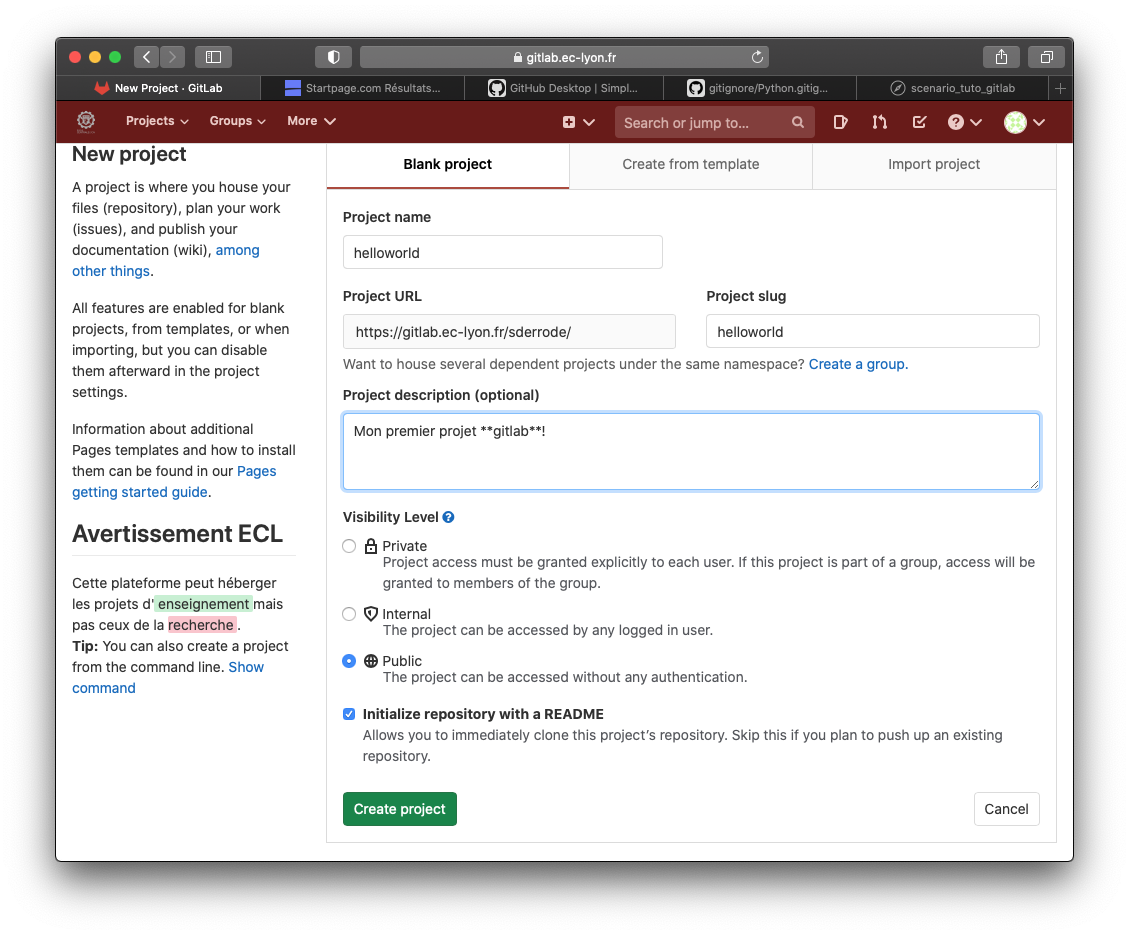 gitlab.ec-lyon.fr
New Project · GitLab
Startpage.com Résultats...
GitHub Desktop | Simpl...
gitignore/Python.gitig...
scenario_tuto_gitlab
Projects
Groups
More
Search or jump to...
New project
A project is where you house your
files (repository), plan your work
(issues), and publish your
documentation (wiki), among
other things.
All features are enabled for blank
projects, from templates, or when
importing, but you can disable
them afterward in the project
settings.
Information about additional
Pages templates and how to install
them can be found in our Pages
getting started guide.
Avertissement ECL
Cette plateforme peut héberger
les projets d' enseignement mais
pas ceux de la recherche .
Tip: You can also create a project
from the command line. Show
command
Blank project
Create from template
Import project
Project name
helloworld
Project URL
Project slug
https://gitlab.ec-lyon.fr/sderrode/
helloworld
Want to house several dependent projects under the same namespace? Create a group.
Project description (optional)
Mon premier projet **gitlab**!
Visibility Level
Private
Project access must be granted explicitly to each user. If this project is part of a group, access will be
granted to members of the group.
Internal
The project can be accessed by any logged in user.
Public
The project can be accessed without any authentication.
Initialize repository with a README
Allows you to immediately clone this project's repository. Skip this if you plan to push up an existing
repository.
Create project
Cancel